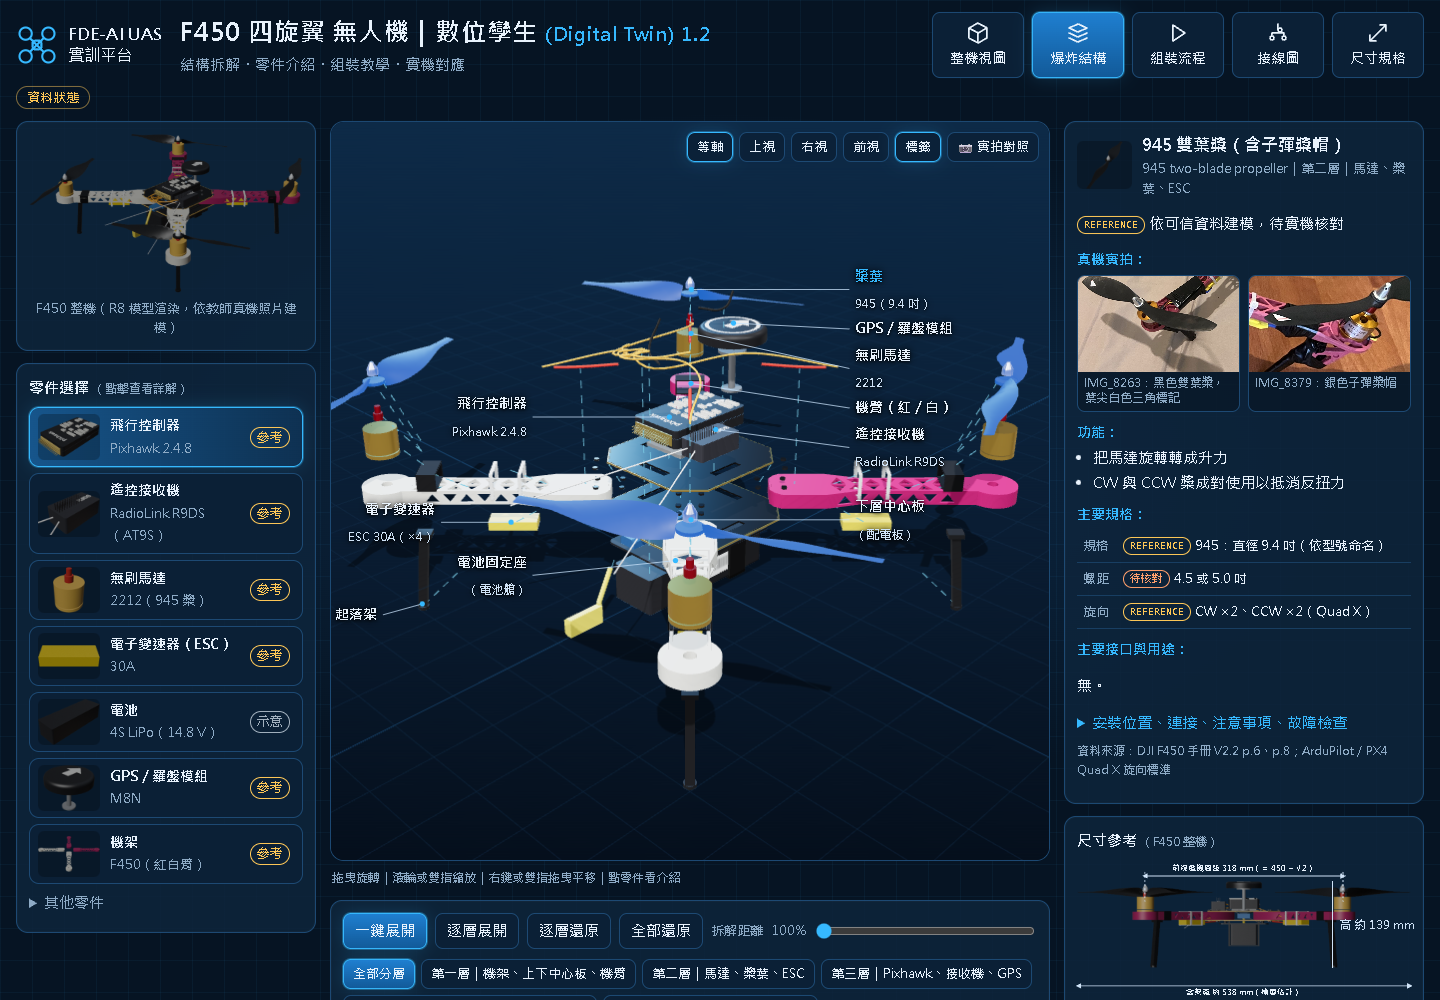 FDE-AI UAS
實訓平台
F450 四旋翼 無人機 | 數位孿生 (Digital Twin) 1.2
結構拆解・零件介紹・組裝教學・實機對應
整機視圖
爆炸結構
組裝流程
接線圖
尺寸規格
資料狀態
F450 整機（R8 模型渲染，依教師真機照片建
模）
零件選擇（點擊查看詳解）
飛行控制器
Pixhawk 2.4.8
參考
遙控接收機
RadioLink R9DS
（AT9S）
參考
無刷馬達
2212（945 槳）
參考
電子變速器（ESC）
30A
參考
電池
4S LiPo（14.8 V）
示意
GPS / 羅盤模組
M8N
參考
機架
F450（紅白臂）
參考
▶ 其他零件
等軸
上視
右視
前視
標籤
實拍對照
槳葉
945（9.4 吋）
GPS / 羅盤模組
無刷馬達
2212
機臂（紅 / 白）
遙控接收機
RadioLink R9DS
下層中心板
（配電板）
飛行控制器
Pixhawk 2.4.8
電子變速器
ESC 30A（×4）
電池固定座
（電池艙）
起落架
拖曳旋轉 | 滾輪或雙指縮放 | 右鍵或雙指拖曳平移 | 點零件看介紹
一鍵展開
逐層展開
逐層還原
全部還原
拆解距離 100%
全部分層
第一層 | 機架、上下中心板、機臂
第二層 | 馬達、槳葉、ESC
第三層 | Pixhawk、接收機、GPS
945 雙葉槳（含子彈槳帽）
945 two-blade propeller | 第二層 | 馬達、槳
葉、ESC
REFERENCE 依可信資料建模，待實機核對
真機實拍：
IMG_8263：黑色雙葉槳，
葉尖白色三角標記
IMG_8379：銀色子彈槳帽
功能：
• 把馬達旋轉轉成升力
• CW 與 CCW 槳成對使用以抵消反扭力
主要規格：
規格 REFERENCE 945：直徑 9.4 吋（依型號命名）
螺距 待核對 4.5 或 5.0 吋
旋向 REFERENCE CW ×2、CCW ×2（Quad X）
主要接口與用途：
無。
▶ 安裝位置、連接、注意事項、故障檢查
資料來源：DJI F450 手冊 V2.2 p.6、p.8；ArduPilot / PX4
Quad X 旋向標準
尺寸參考（F450 整機）
318 mm（= 450 ÷ √2）
高 約 139 mm
538 mm